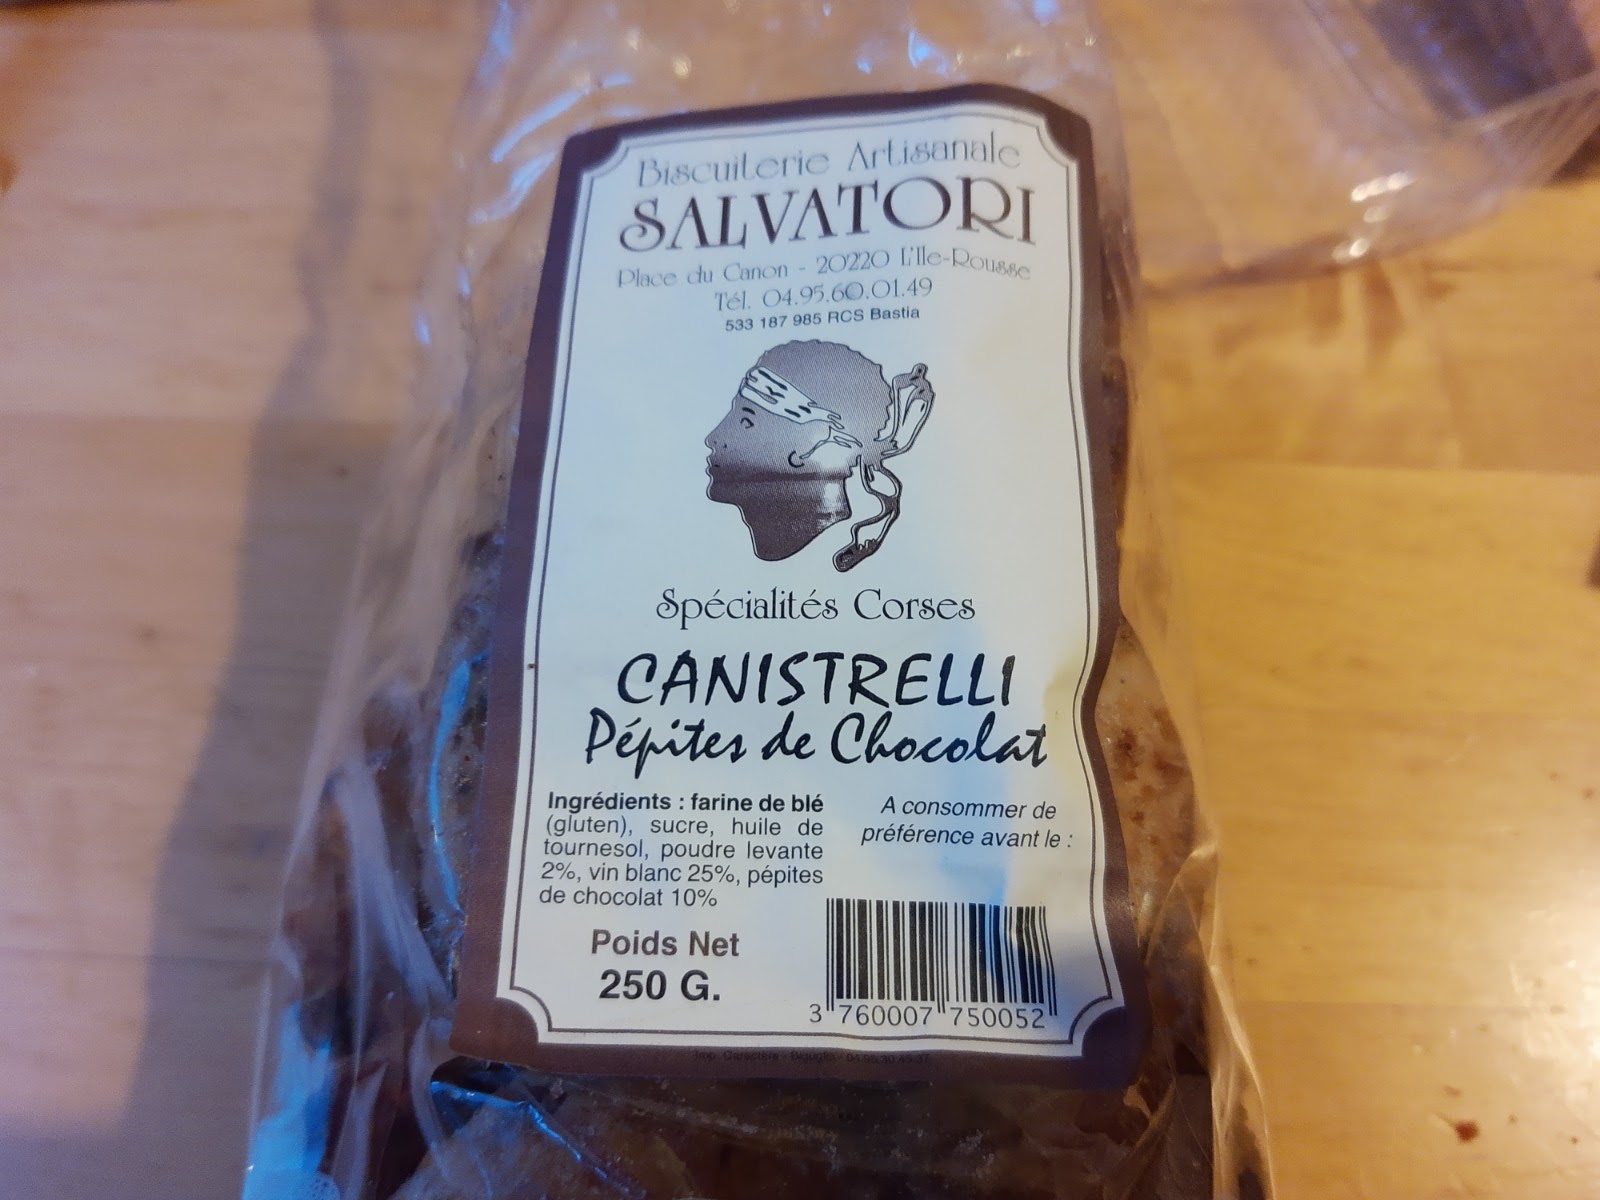 Biscuiterie Artisanale
SALVATORI
Place du Canon - 20220 L'Ile-Rousse
Tél. 04.95.60.01.49
533 187 985 RCS Bastia
Spécialités Corses
CANISTRELLI
Pépites de Chocolat
Ingrédients : farine de blé
(gluten), sucre, huile de
tournesol, poudre levante
2%, vin blanc 25%, pépites
de chocolat 10%
A consommer de
préférence avant le :
Poids Net
250 G.
3 760007 750052